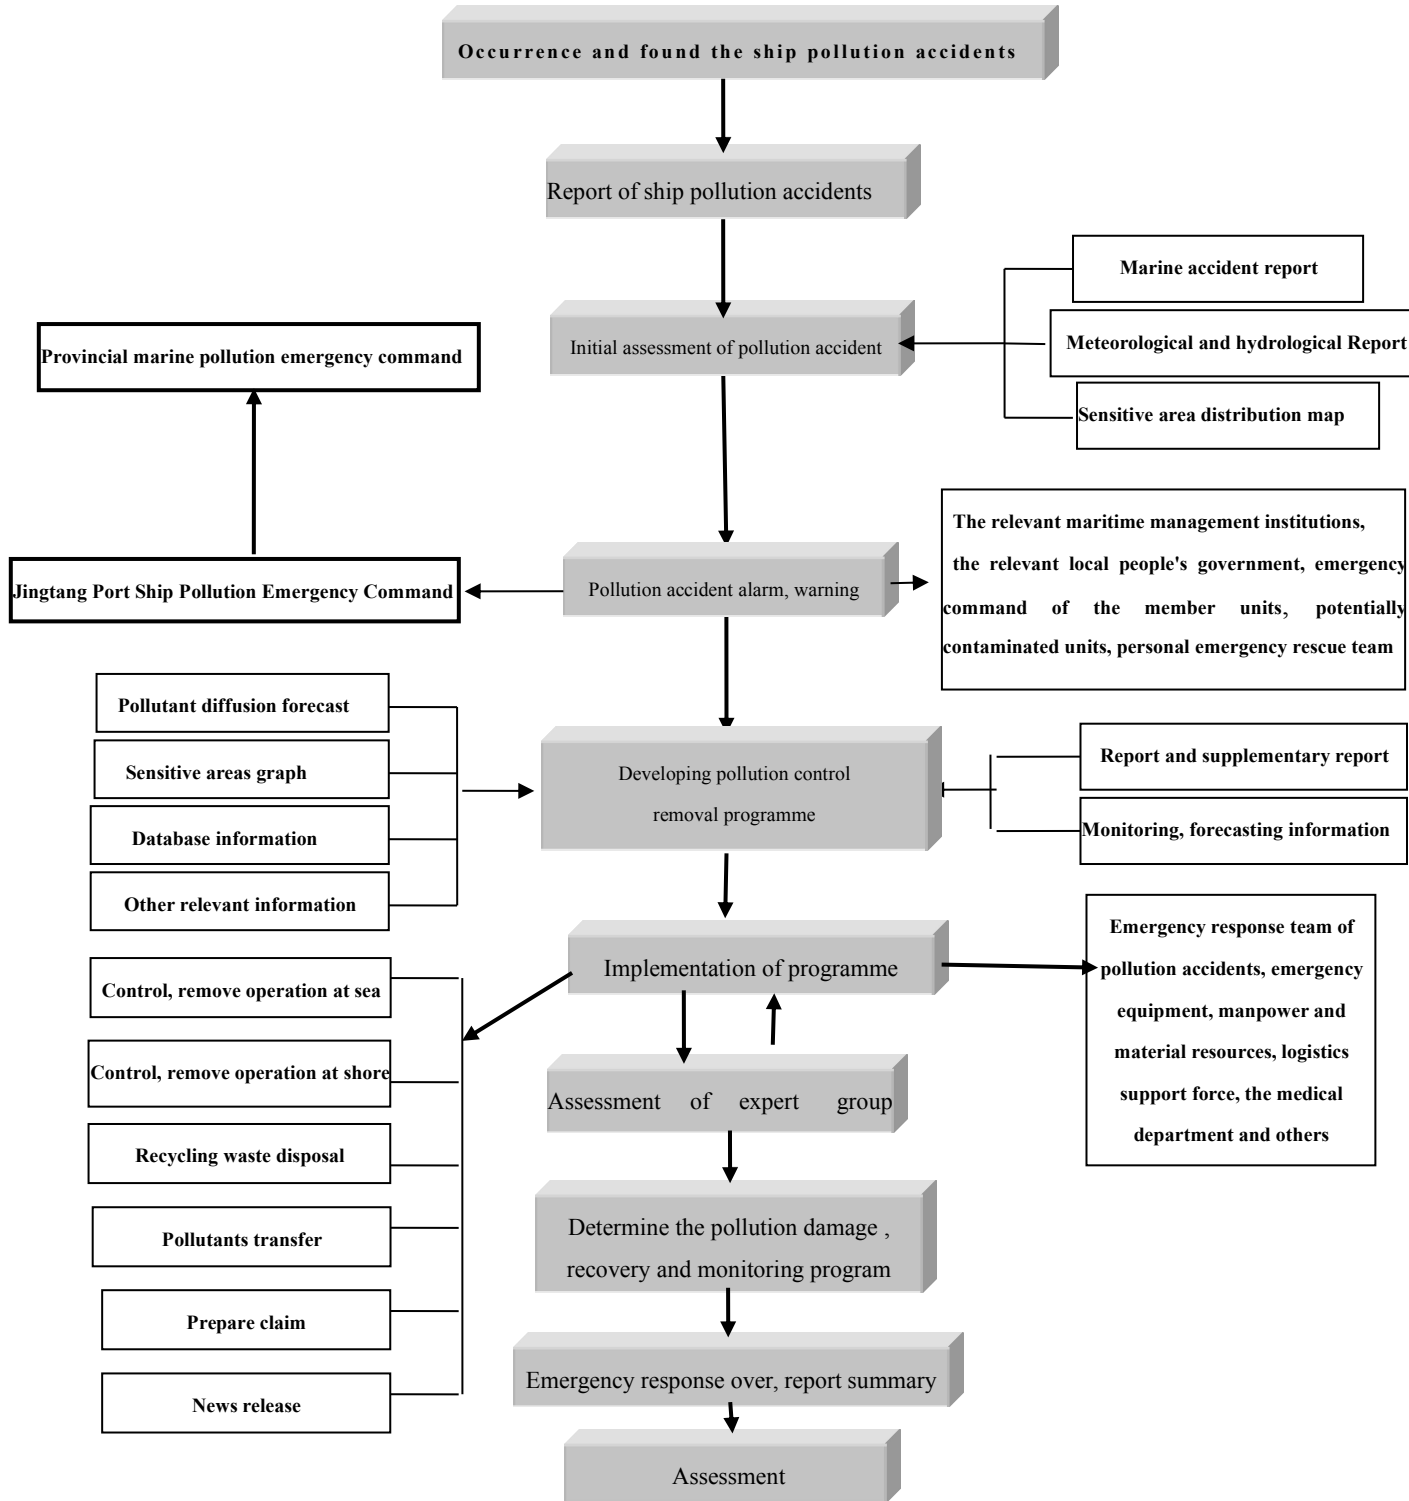 Occurrence and found the ship pollution accidents
Report of ship pollution accidents
Marine accident report
Initial assessment of pollution accident
Meteorological and hydrological Report
Sensitive area distribution map
Provincial marine pollution emergency command
Jingtang Port Ship Pollution Emergency Command
Pollution accident alarm, warning
The relevant maritime management institutions,
the relevant local people's government, emergency
command of the member units, potentially
contaminated units, personal emergency rescue team
Pollutant diffusion forecast
Sensitive areas graph
Database information
Other relevant information
Developing pollution control
removal programme
Report and supplementary report
Monitoring, forecasting information
Implementation of programme
Emergency response team of
pollution accidents, emergency
equipment, manpower and
material resources, logistics
support force, the medical
department and others
Control, remove operation at sea
Control, remove operation at shore
Recycling waste disposal
Pollutants transfer
Prepare claim
News release
Assessment of expert group
Determine the pollution damage ,
recovery and monitoring program
Emergency response over, report summary
Assessment